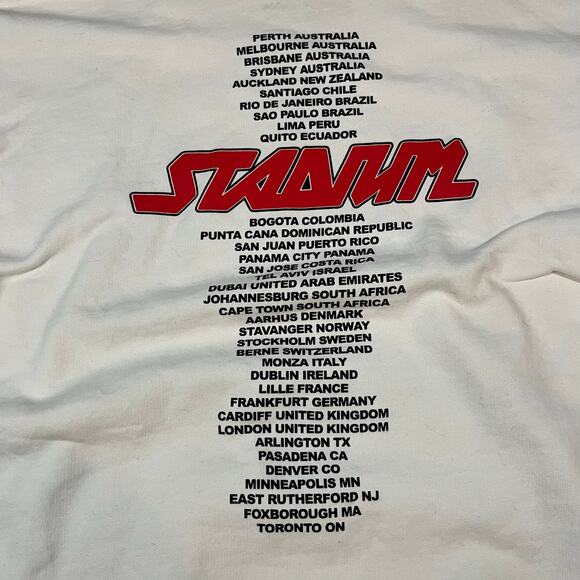 PERTH AUSTRALIA
MELBOURNE AUSTRALIA
BRISBANE AUSTRALIA
SYDNEY AUSTRALIA
AUCKLAND NEW ZEALAND
SANTIAGO CHILE
RIO DE JANEIRO BRAZIL
SAO PAULO BRAZIL
LIMA PERU
QUITO ECUADOR
STADIUM
BOGOTA COLOMBIA
PUNTA CANA DOMINICAN REPUBLIC
SAN JUAN PUERTO RICO
PANAMA CITY PANAMA
SAN JOSE COSTA RICA
TEL AVIV ISRAEL
DUBAI UNITED ARAB EMIRATES
JOHANNESBURG SOUTH AFRICA
CAPE TOWN SOUTH AFRICA
AARHUS DENMARK
STAVANGER NORWAY
STOCKHOLM SWEDEN
BERNE SWITZERLAND
MONZA ITALY
DUBLIN IRELAND
LILLE FRANCE
FRANKFURT GERMANY
CARDIFF UNITED KINGDOM
LONDON UNITED KINGDOM
ARLINGTON TX
PASADENA CA
DENVER CO
MINNEAPOLIS MN
EAST RUTHERFORD NJ
FOXBOROUGH MA
TORONTO ON